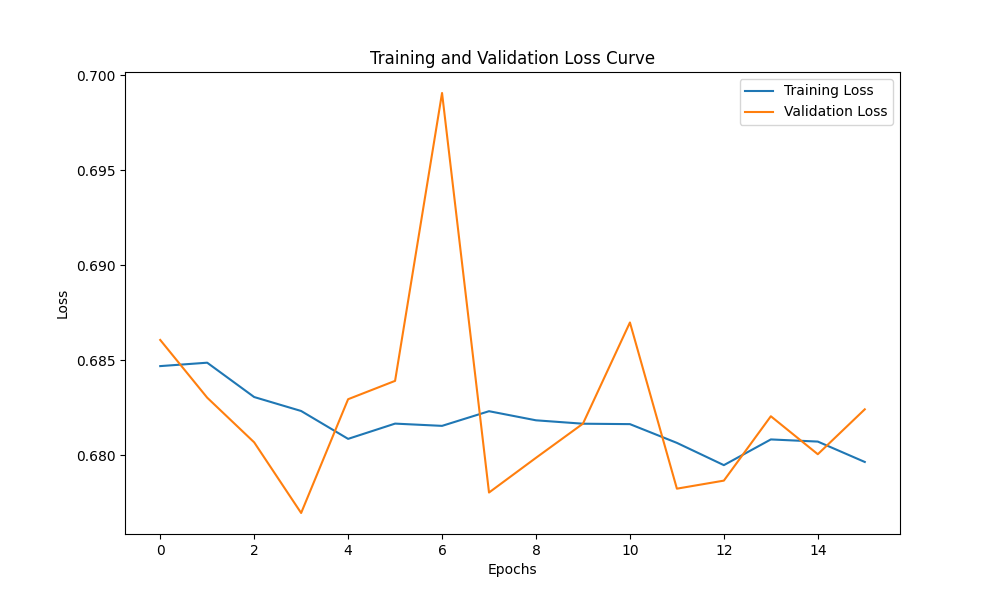 Training and Validation Loss Curve
Training Loss
Validation Loss
0.700
0.695
0.690
0.685
0.680
Loss
0 2 4 6 8 10 12 14
Epochs